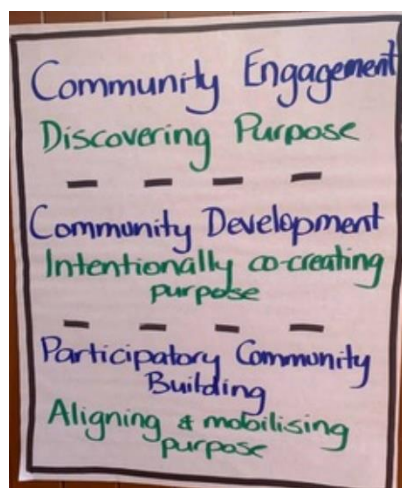 Community Engagement
Discovering Purpose
Community Development
Intentionally co-creating
purpose
Participatory Community
Building
Aligning & mobilising
purpose